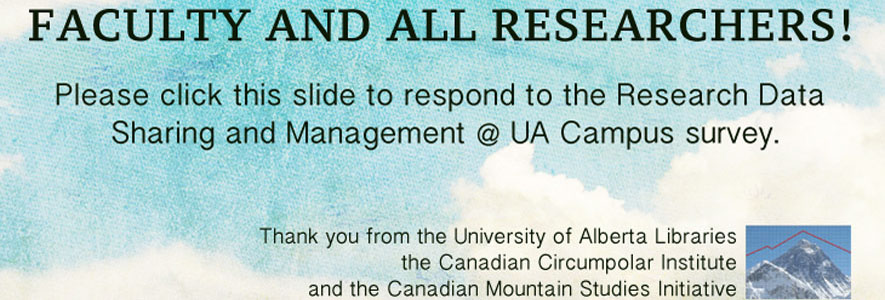 FACULTY AND ALL RESEARCHERS!
Please click this slide to respond to the Research Data
Sharing and Management @ UA Campus survey.
Thank you from the University of Alberta Libraries
the Canadian Circumpolar Institute
and the Canadian Mountain Studies Initiative